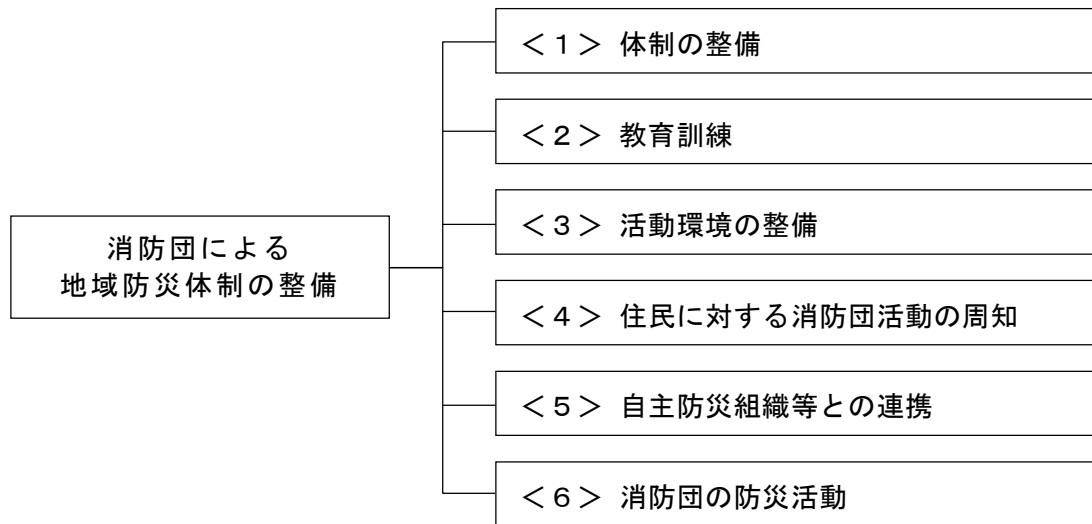 消防団による
地域防災体制の整備
＜１＞ 体制の整備
＜２＞ 教育訓練
＜３＞ 活動環境の整備
＜４＞ 住民に対する消防団活動の周知
＜５＞ 自主防災組織等との連携
＜６＞ 消防団の防災活動